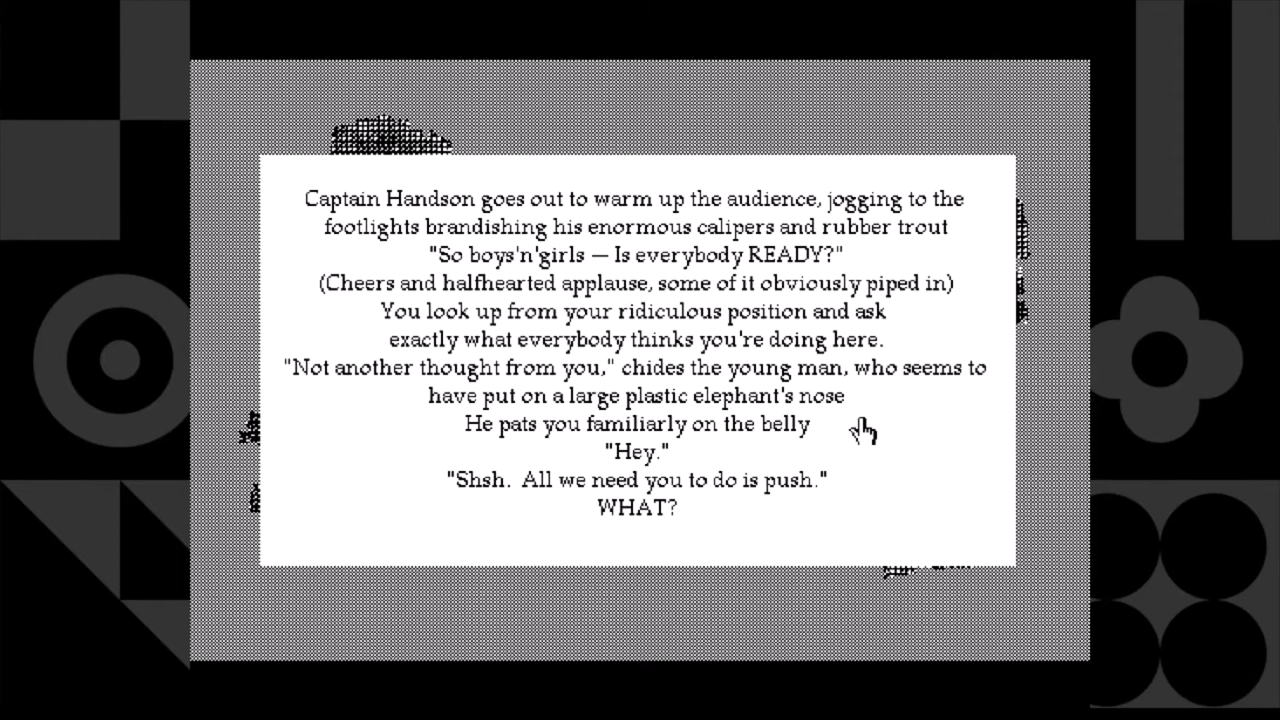 Captain Handson goes out to warm up the audience, jogging to the
footlights brandishing his enormous calipers and rubber trout
"So boys'n'girls — Is everybody READY?"
(Cheers and halfhearted applause, some of it obviously piped in)
You look up from your ridiculous position and ask
exactly what everybody thinks you're doing here.
"Not another thought from you," chides the young man, who seems to
have put on a large plastic elephant's nose
He pats you familiarly on the belly
"Hey."
"Shsh.  All we need you to do is push."
WHAT?